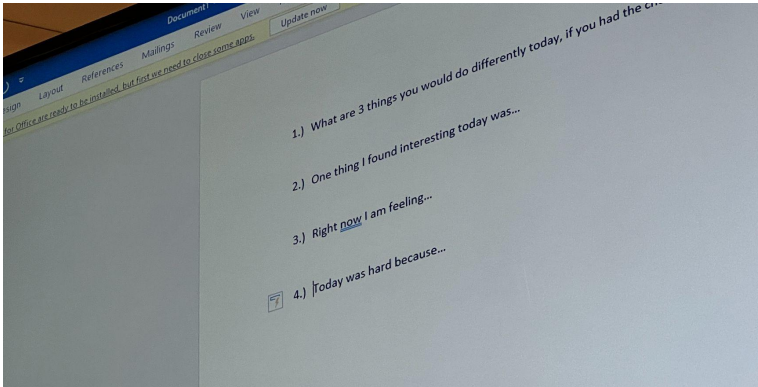 Document1
sign Layout References Mailings Review View
for Office are ready to be installed, but first we need to close some apps. Update now
1.) What are 3 things you would do differently today, if you had the
2.) One thing I found interesting today was...
3.) Right now I am feeling...
4.) Today was hard because...